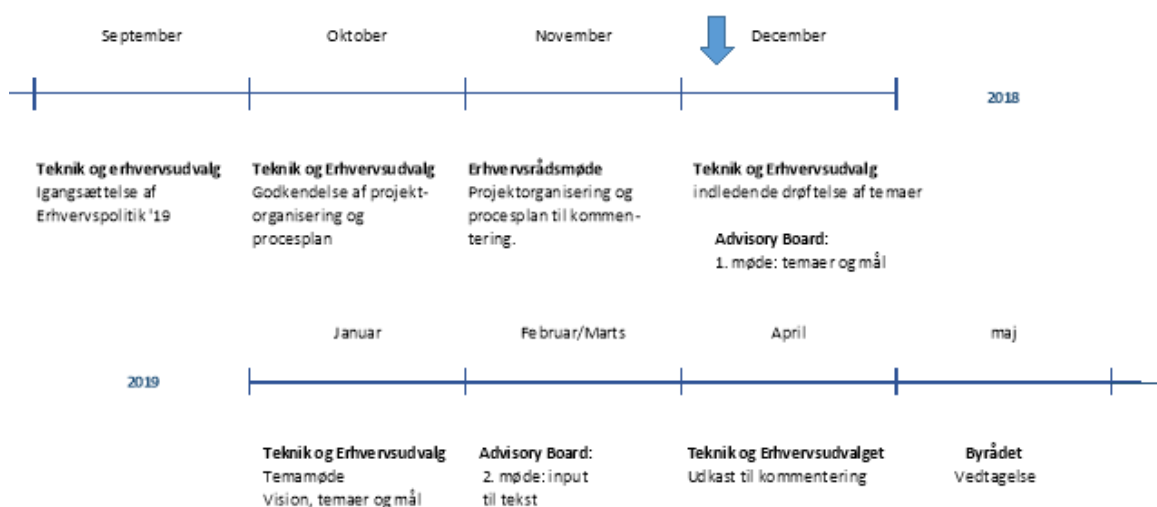 September
Oktober
November
December
2018
Teknik og erhvervsudvalg
Igangsættelse af
Erhvervspolitik '19
Teknik og Erhvervsudvalg
Godkendelse af projekt-
organisering og
procesplan
Erhvervsrådsmøde
Projektorganisering og
procesplan til kommen-
tering.
Teknik og Erhvervsudvalg
indledende drøftelse af temaer
Advisory Board:
1. møde: temaer og mål
2019
Januar
Februar/Marts
April
maj
Teknik og Erhvervsudvalg
Temamøde
Vision, temaer og mål
Advisory Board:
2. møde: input
til tekst
Teknik og Erhvervsudvalget
Udkast til kommentering
Byrådet
Vedtagelse